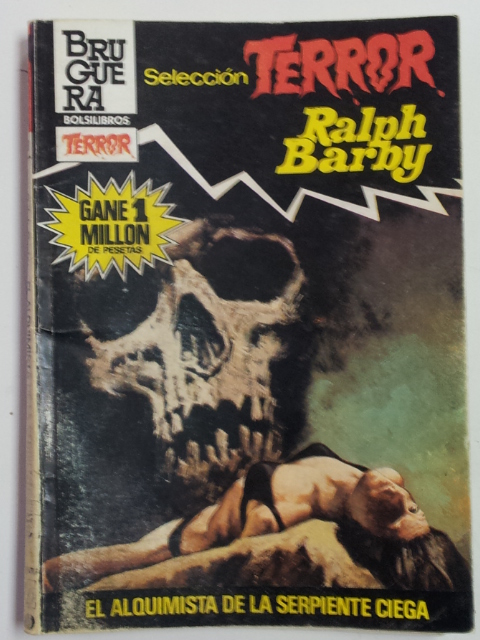 BRU
GUE
RA
BOLSILIBROS
TERROR
Selección TERROR
Ralph
Barby
GANE 1
MILLON
DE PESETAS
EL ALQUIMISTA DE LA SERPIENTE CIEGA